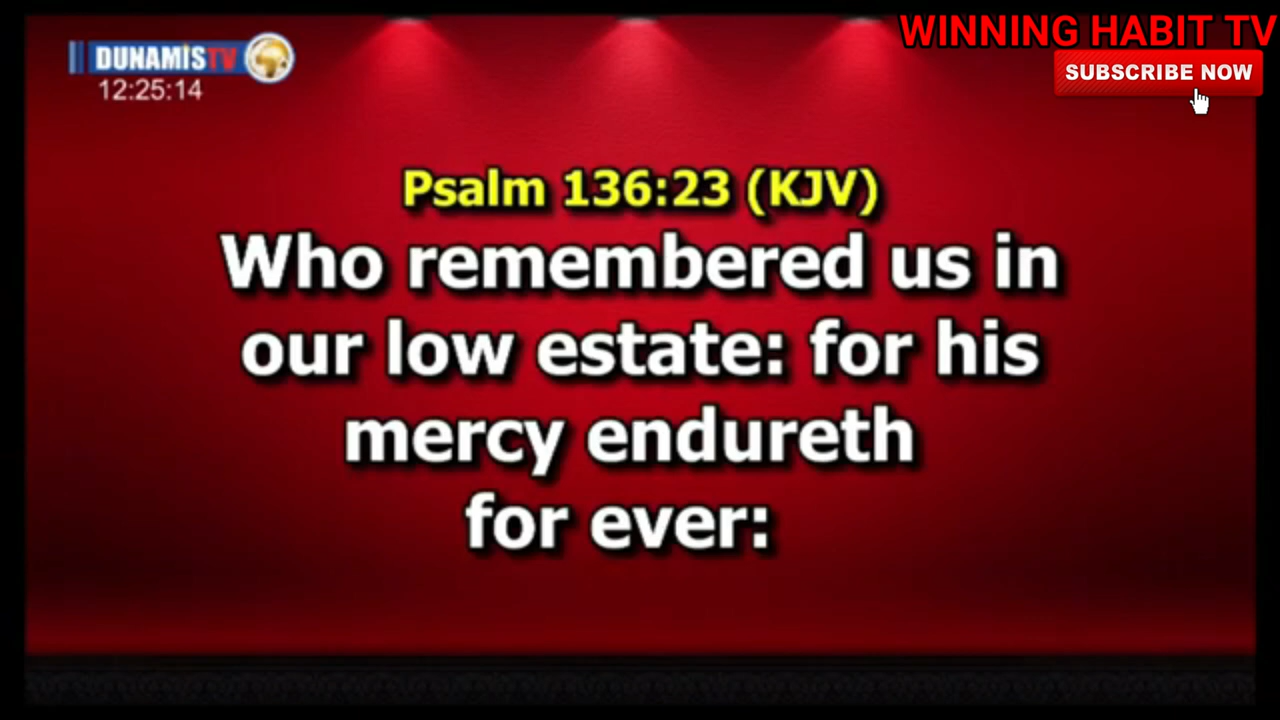 DUNAMIS TV
12:25:14
WINNING HABIT TV
SUBSCRIBE NOW
Psalm 136:23 (KJV)
Who remembered us in
our low estate: for his
mercy endureth
for ever: